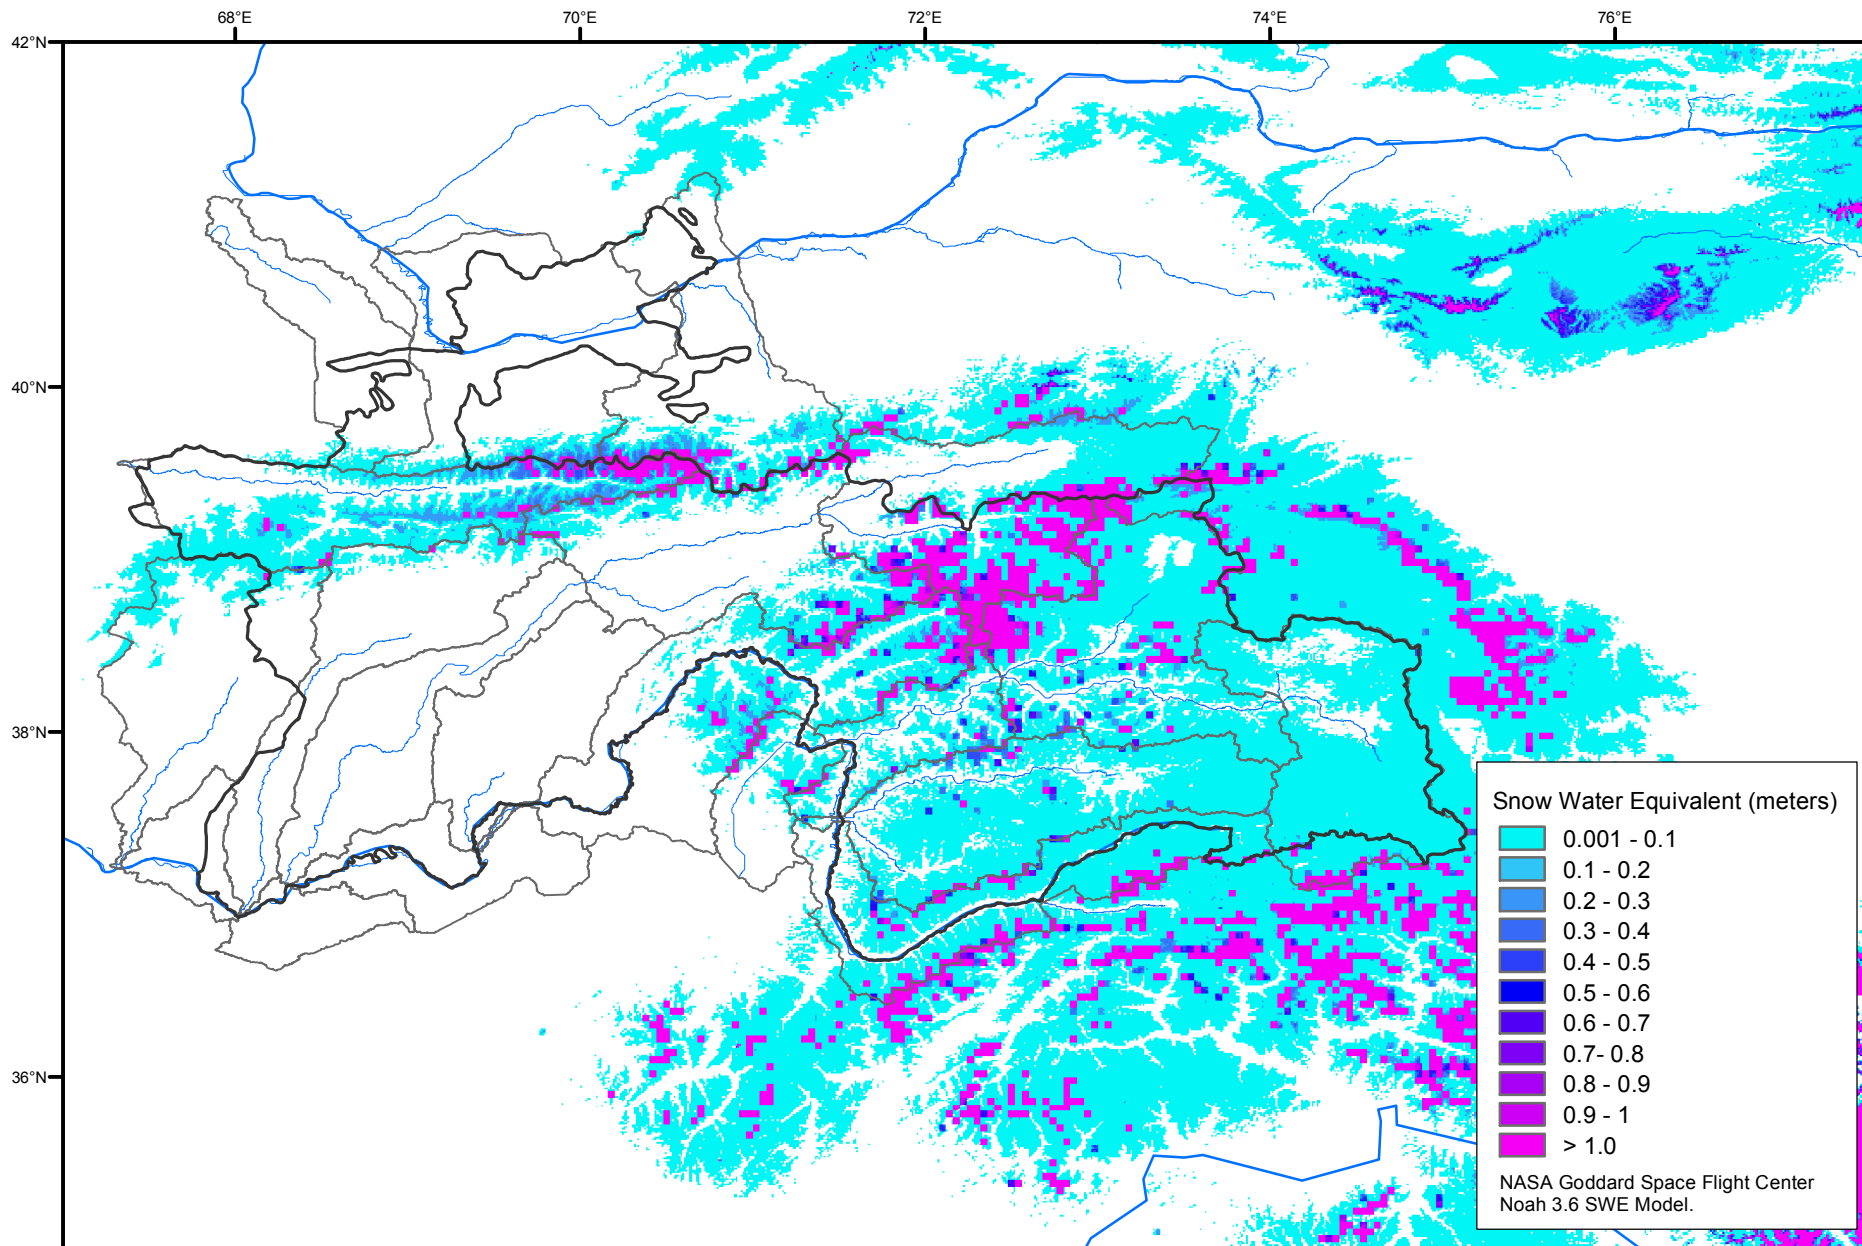 68°E 70°E 72°E 74°E 76°E
42°N
40°N
38°N
36°N
Snow Water Equivalent (meters)
0.001 - 0.1
0.1 - 0.2
0.2 - 0.3
0.3 - 0.4
0.4 - 0.5
0.5 - 0.6
0.6 - 0.7
0.7- 0.8
0.8 - 0.9
0.9 - 1
> 1.0
NASA Goddard Space Flight Center
Noah 3.6 SWE Model.